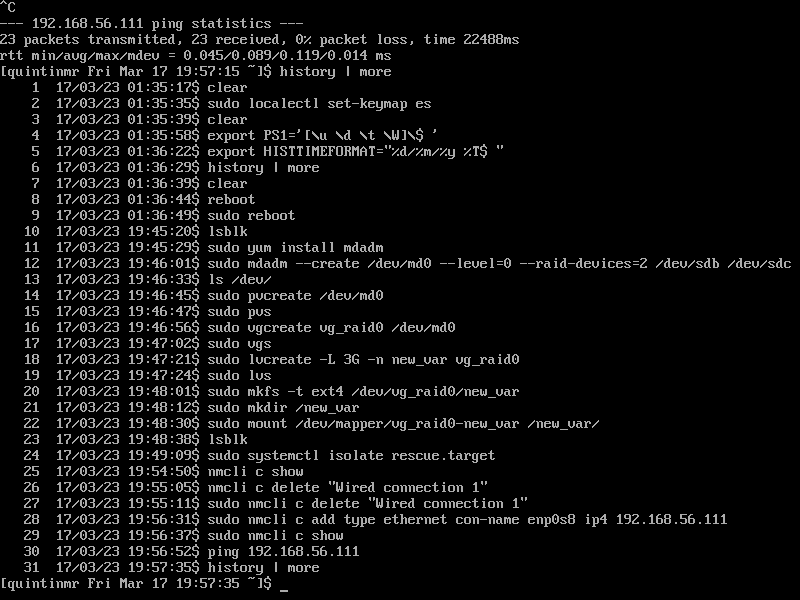 ^C
--- 192.168.56.111 ping statistics ---
23 packets transmitted, 23 received, 0% packet loss, time 22488ms
rtt min/avg/max/mdev = 0.045/0.089/0.119/0.014 ms
[quintinmr Fri Mar 17 19:57:15 ~]$ history | more
    1  17/03/23 01:35:17$ clear
    2  17/03/23 01:35:35$ sudo localectl set-keymap es
    3  17/03/23 01:35:39$ clear
    4  17/03/23 01:35:58$ export PS1='[\u \d \t \W]\$ '
    5  17/03/23 01:36:22$ export HISTTIMEFORMAT="%d/%m/%y %T$ "
    6  17/03/23 01:36:29$ history | more
    7  17/03/23 01:36:39$ clear
    8  17/03/23 01:36:44$ reboot
    9  17/03/23 01:36:49$ sudo reboot
   10  17/03/23 19:45:20$ lsblk
   11  17/03/23 19:45:29$ sudo yum install mdadm
   12  17/03/23 19:46:01$ sudo mdadm --create /dev/md0 --level=0 --raid-devices=2 /dev/sdb /dev/sdc
   13  17/03/23 19:46:33$ ls /dev/
   14  17/03/23 19:46:45$ sudo pvcreate /dev/md0
   15  17/03/23 19:46:47$ sudo pvs
   16  17/03/23 19:46:56$ sudo vgcreate vg_raid0 /dev/md0
   17  17/03/23 19:47:02$ sudo vgs
   18  17/03/23 19:47:21$ sudo lvcreate -L 3G -n new_var vg_raid0
   19  17/03/23 19:47:24$ sudo lvs
   20  17/03/23 19:48:01$ sudo mkfs -t ext4 /dev/vg_raid0/new_var
   21  17/03/23 19:48:12$ sudo mkdir /new_var
   22  17/03/23 19:48:30$ sudo mount /dev/mapper/vg_raid0-new_var /new_var/
   23  17/03/23 19:48:38$ lsblk
   24  17/03/23 19:49:09$ sudo systemctl isolate rescue.target
   25  17/03/23 19:54:50$ nmcli c show
   26  17/03/23 19:55:05$ nmcli c delete "Wired connection 1"
   27  17/03/23 19:55:11$ sudo nmcli c delete "Wired connection 1"
   28  17/03/23 19:56:31$ sudo nmcli c add type ethernet con-name enp0s8 ip4 192.168.56.111
   29  17/03/23 19:56:37$ sudo nmcli c show
   30  17/03/23 19:56:52$ ping 192.168.56.111
   31  17/03/23 19:57:35$ history | more
[quintinmr Fri Mar 17 19:57:35 ~]$ _